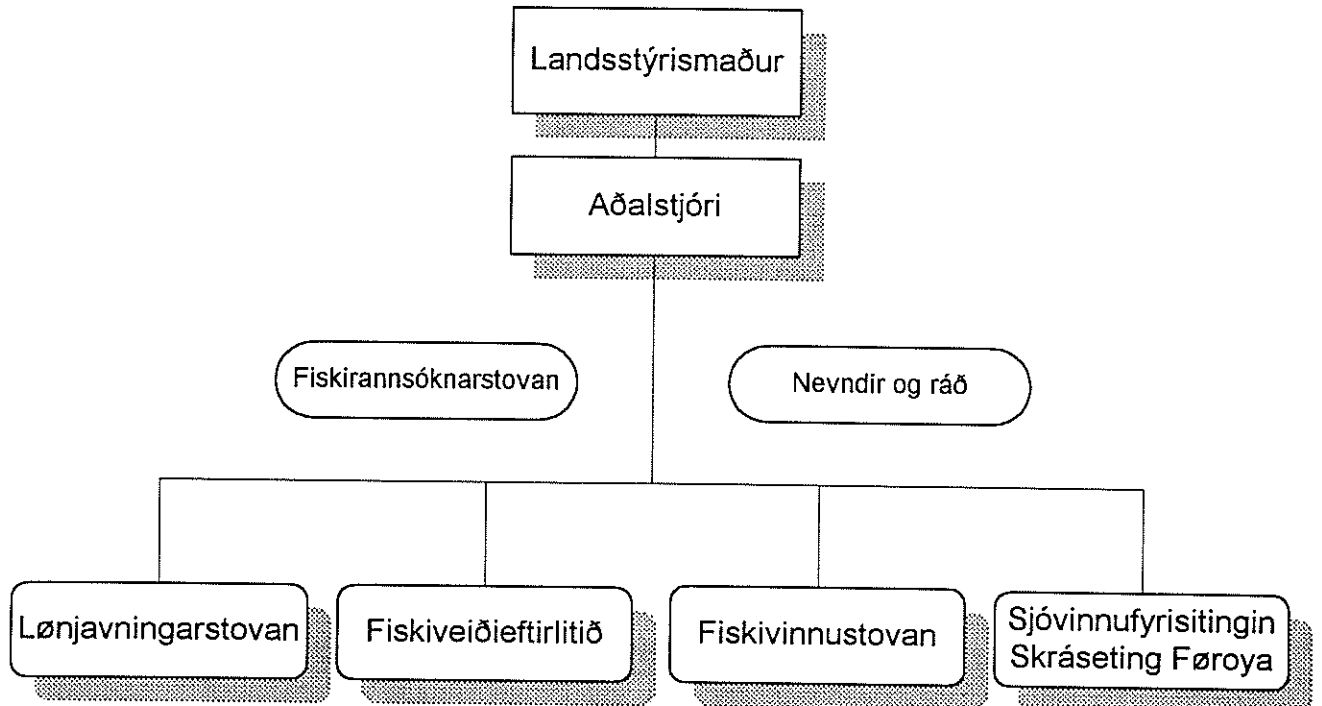 Landsstýrismaður
Aðalstjóri
Fiskirannsóknarstovan
Nevndir og ráð
Lønjavningarstovan
Fiskiveiðieftirlitið
Fiskivinnustovan
Sjóvinnufyrisitingin
Skráseting Føroya